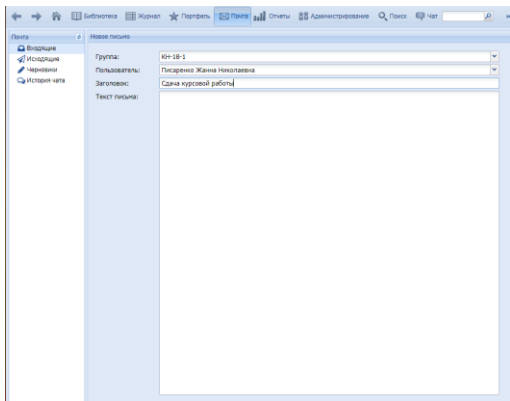 Библиотека Журнал Портфель Почта Отчеты Администрирование Поиск Чат
Почта
Новое письмо
Входящие
Исходящие
Черновики
История чата
Группа: КН-18-1
Пользователь: Писаренко Жанна Николаевна
Заголовок: Сдача курсовой работы
Текст письма: